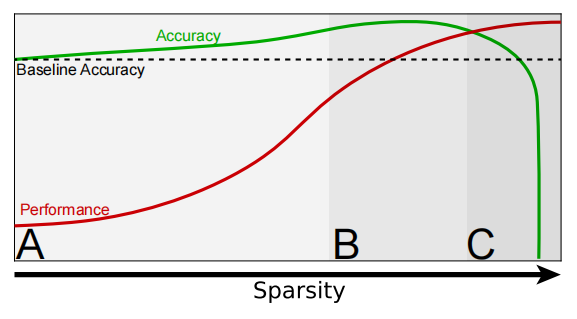 Accuracy
Baseline Accuracy
Performance
A
B
C
Sparsity